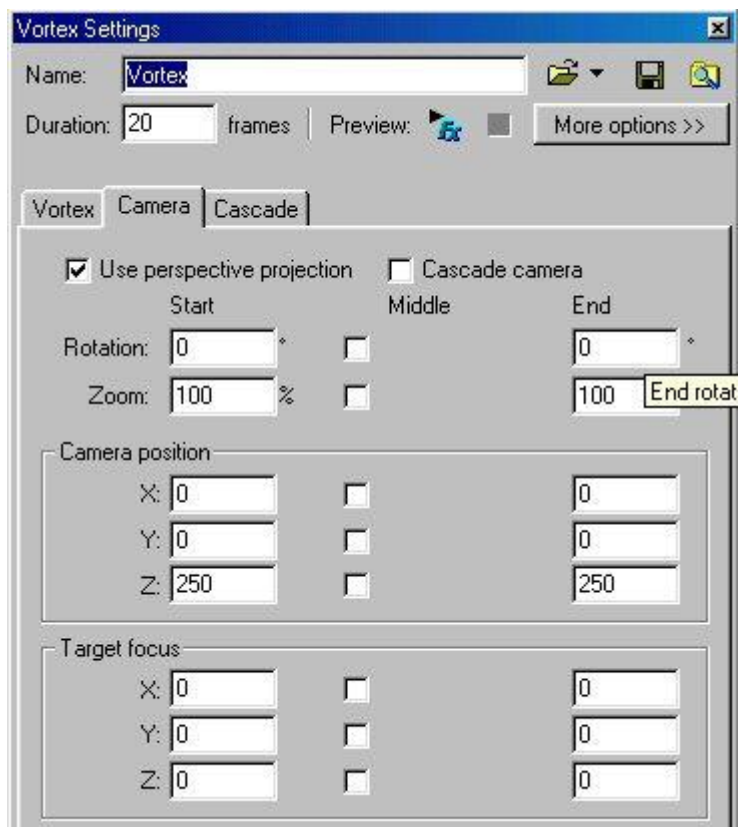 Vortex Settings
Name: Vortex
Duration: 20 frames Preview: Fx More options >>
Vortex Camera Cascade
Use perspective projection Cascade camera
Start Middle End
Rotation: 0 ° 0 °
Zoom: 100 % 100 End rotat
Camera position
X: 0 0
Y: 0 0
Z: 250 250
Target focus
X: 0 0
Y: 0 0
Z: 0 0